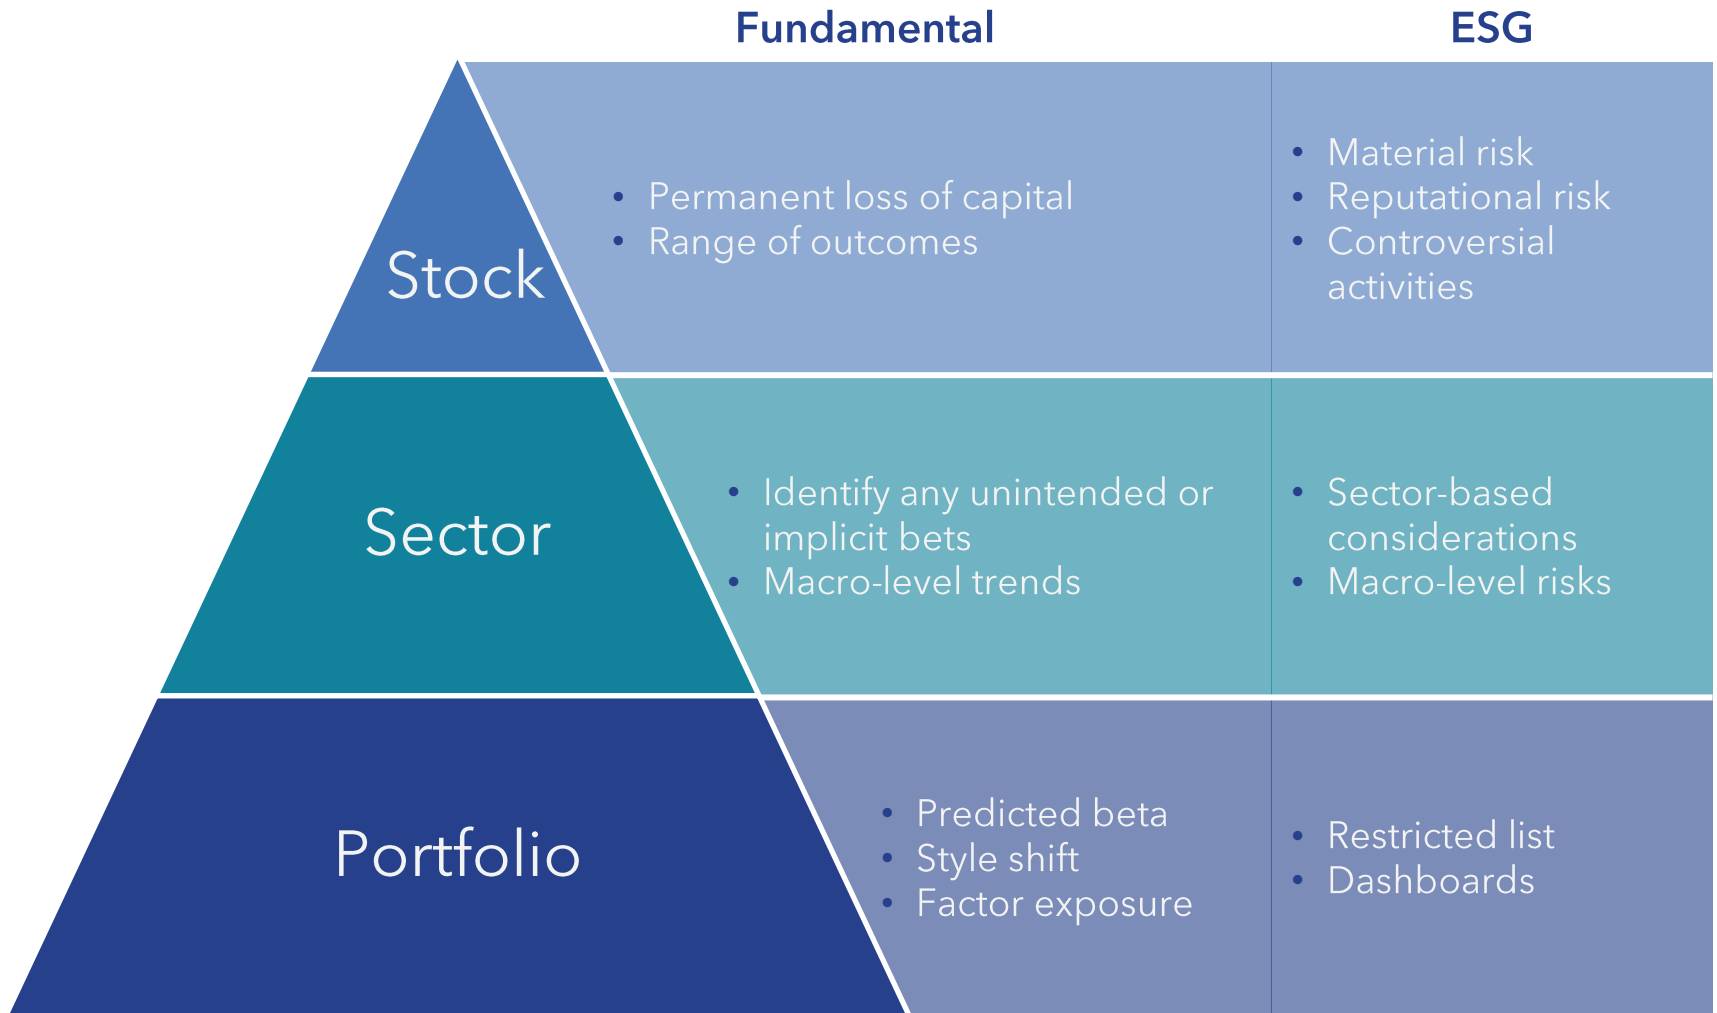 Fundamental
ESG
Stock
• Permanent loss of capital
• Range of outcomes
• Material risk
• Reputational risk
• Controversial
activities
Sector
• Identify any unintended or
implicit bets
• Macro-level trends
• Sector-based
considerations
• Macro-level risks
Portfolio
• Predicted beta
• Style shift
• Factor exposure
• Restricted list
• Dashboards